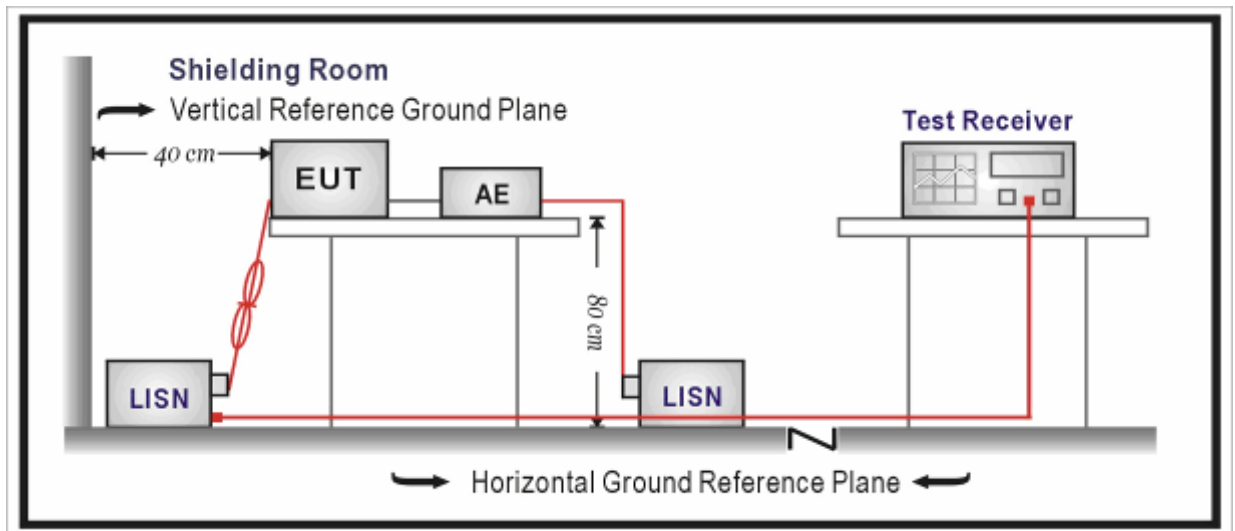 Shielding Room
Vertical Reference Ground Plane
40 cm
EUT
AE
Test Receiver
80 cm
LISN
LISN
Horizontal Ground Reference Plane